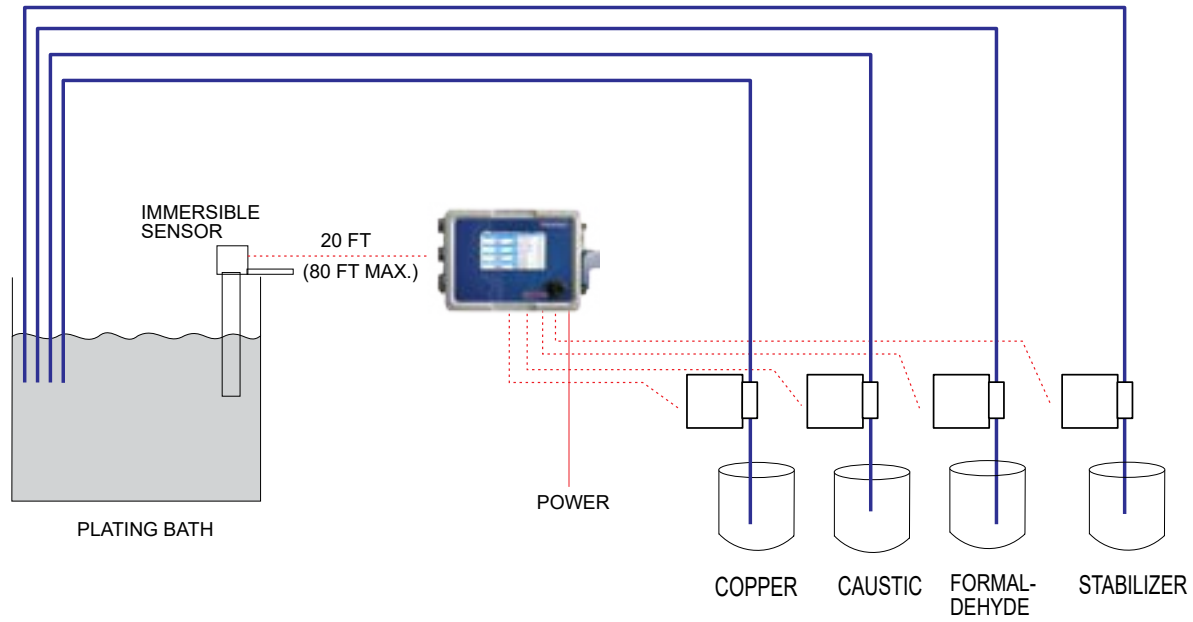 IMMERSIBLE
SENSOR
20 FT
(80 FT MAX.)
POWER
PLATING BATH
COPPER
CAUSTIC
FORMAL-
DEHYDE
STABILIZER